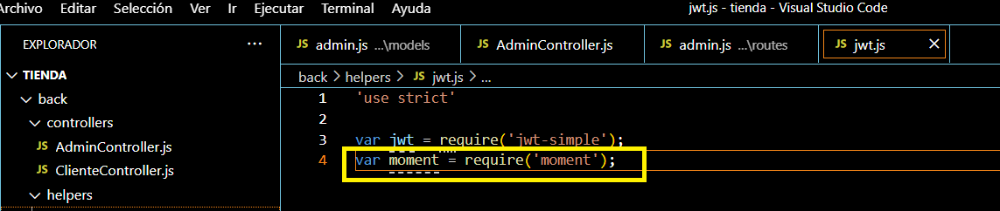 Archivo Editar Selección Ver Ir Ejecutar Terminal Ayuda jwt.js - tienda - Visual Studio Code
EXPLORADOR ...
TIENDA
back
controllers
JS AdminController.js
JS ClienteController.js
helpers
JS admin.js ...\models JS AdminController.js JS admin.js ...\routes JS jwt.js
back > helpers > JS jwt.js > ...
1 'use strict'
2
3 var jwt = require('jwt-simple');
4 var moment = require('moment');